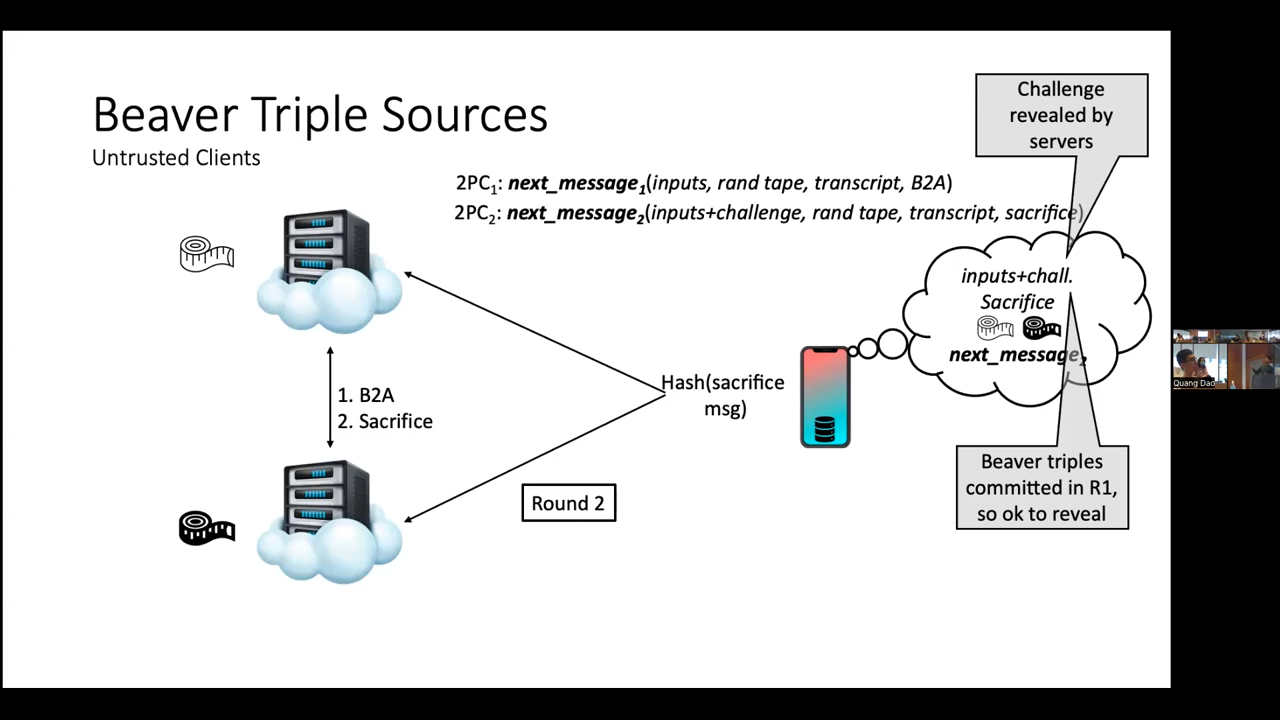 Beaver Triple Sources
Untrusted Clients
Challenge
revealed by
servers
2PC1: next_message1(inputs, rand tape, transcript, B2A)
2PC2: next_message2(inputs+challenge, rand tape, transcript, sacrifice)
inputs+chall.
Sacrifice
next_message2
1. B2A
2. Sacrifice
Hash(sacrifice
msg)
Round 2
Beaver triples
committed in R1,
so ok to reveal
Quang Dao